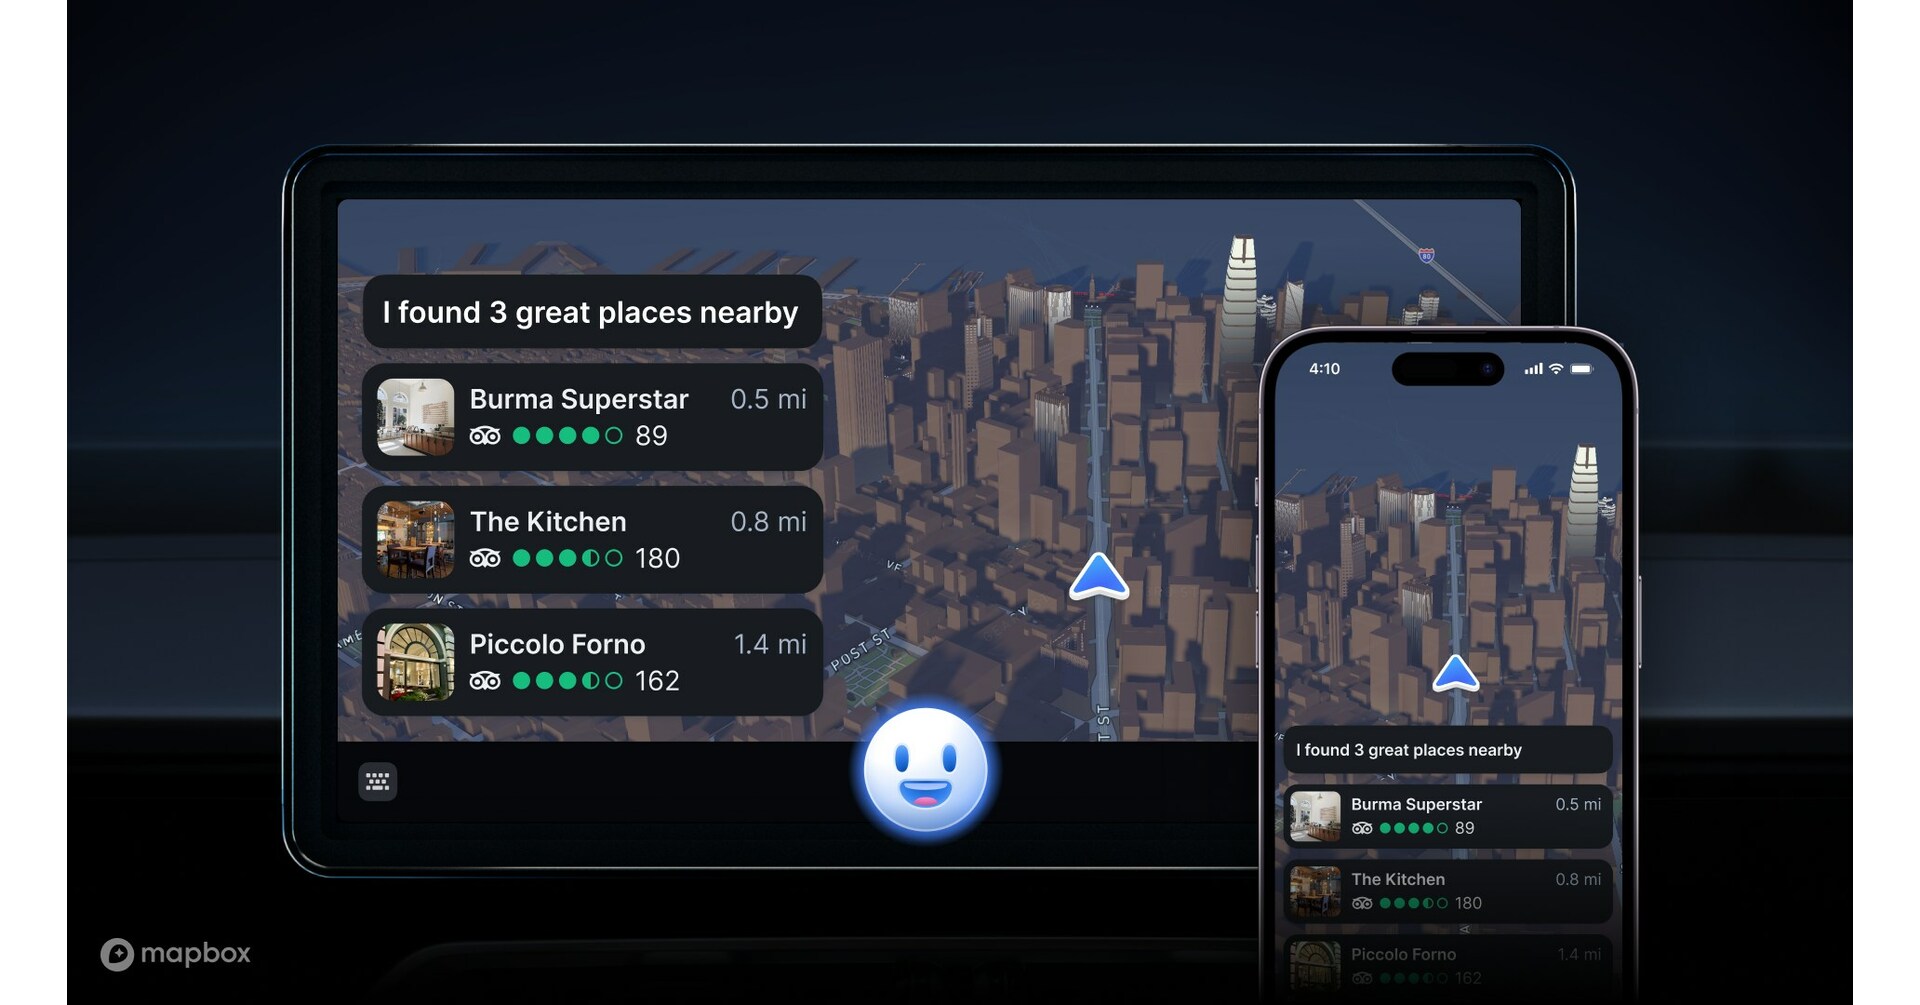 I found 3 great places nearby
Burma Superstar 0.5 mi
89
The Kitchen 0.8 mi
180
Piccolo Forno 1.4 mi
162
POST ST
80
4:10
I found 3 great places nearby
Burma Superstar 0.5 mi
89
The Kitchen 0.8 mi
180
Piccolo Forno 1.4 mi
162
mapbox